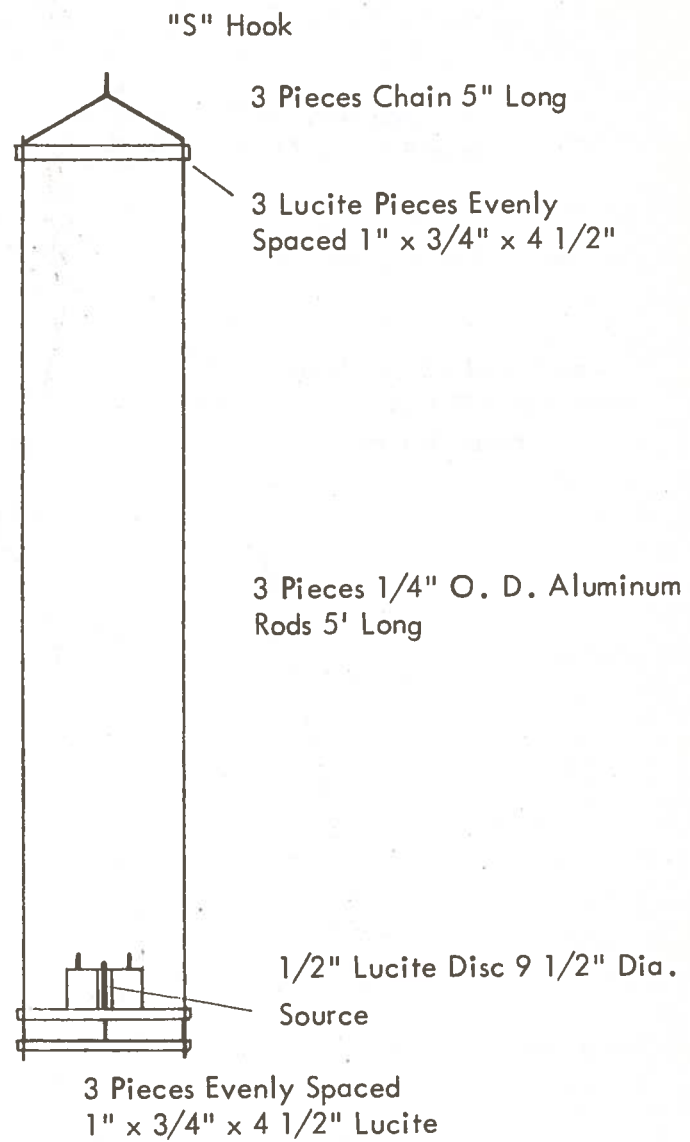 "S" Hook
3 Pieces Chain 5" Long
3 Lucite Pieces Evenly
Spaced 1" x 3/4" x 4 1/2"
3 Pieces 1/4" O. D. Aluminum
Rods 5' Long
1/2" Lucite Disc 9 1/2" Dia.
Source
3 Pieces Evenly Spaced
1" x 3/4" x 4 1/2" Lucite